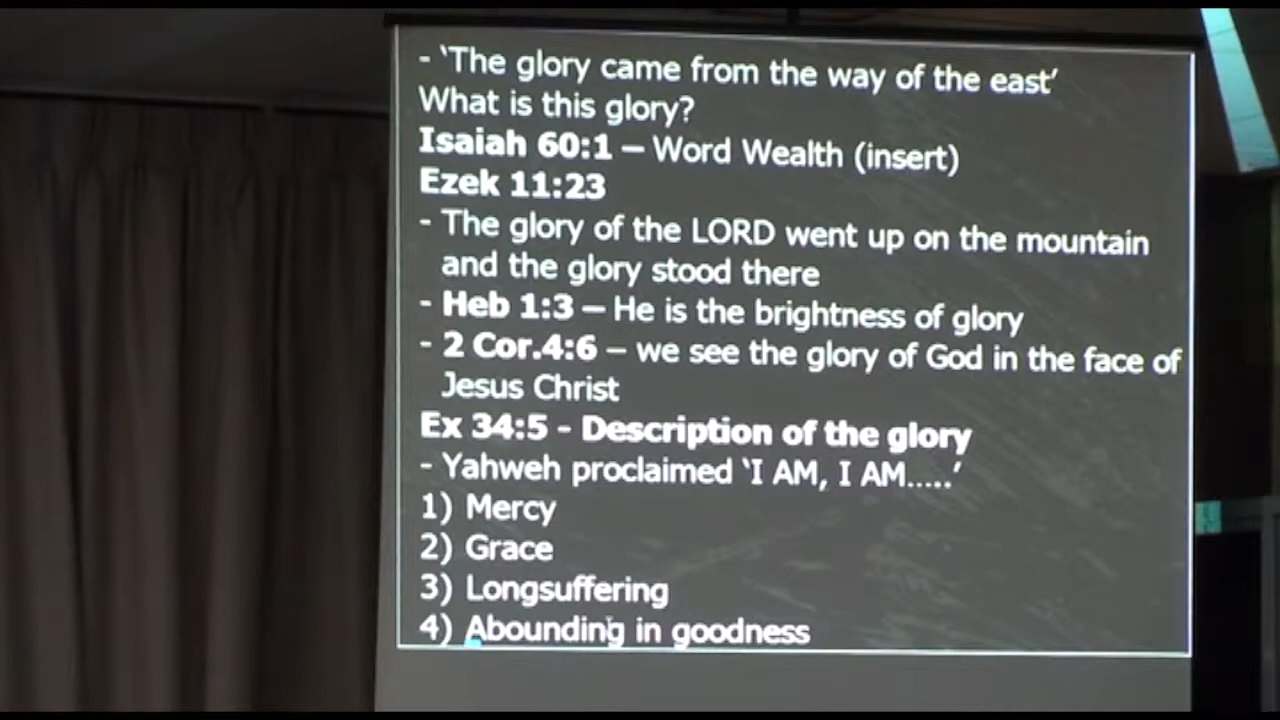 - ‘The glory came from the way of the east’
What is this glory?
Isaiah 60:1 – Word Wealth (insert)
Ezek 11:23
- The glory of the LORD went up on the mountain
and the glory stood there
- Heb 1:3 – He is the brightness of glory
- 2 Cor.4:6 – we see the glory of God in the face of
Jesus Christ
Ex 34:5 - Description of the glory
- Yahweh proclaimed ‘I AM, I AM.....’
1) Mercy
2) Grace
3) Longsuffering
4) Abounding in goodness